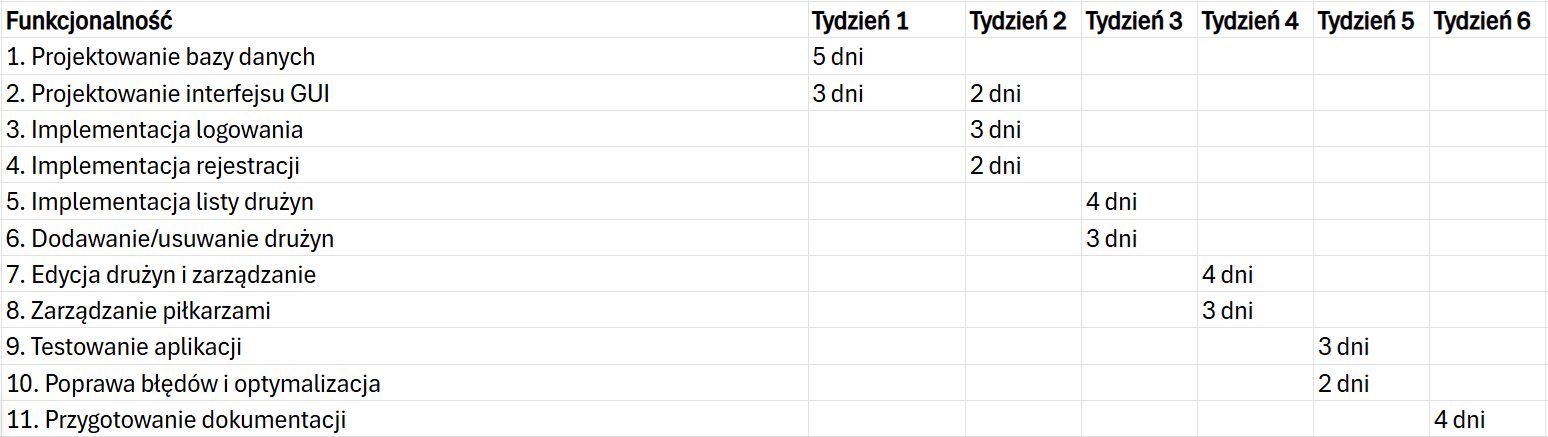 Funkcjonalność Tydzień 1 Tydzień 2 Tydzień 3 Tydzień 4 Tydzień 5 Tydzień 6
1. Projektowanie bazy danych 5 dni
2. Projektowanie interfejsu GUI 3 dni 2 dni
3. Implementacja logowania 3 dni
4. Implementacja rejestracji 2 dni
5. Implementacja listy drużyn 4 dni
6. Dodawanie/usuwanie drużyn 3 dni
7. Edycja drużyn i zarządzanie 4 dni
8. Zarządzanie piłkarzami 3 dni
9. Testowanie aplikacji 3 dni
10. Poprawa błędów i optymalizacja 2 dni
11. Przygotowanie dokumentacji 4 dni